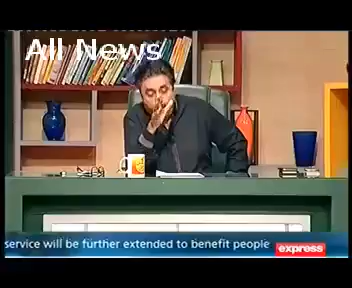 All News
service will be further extended to benefit people
express